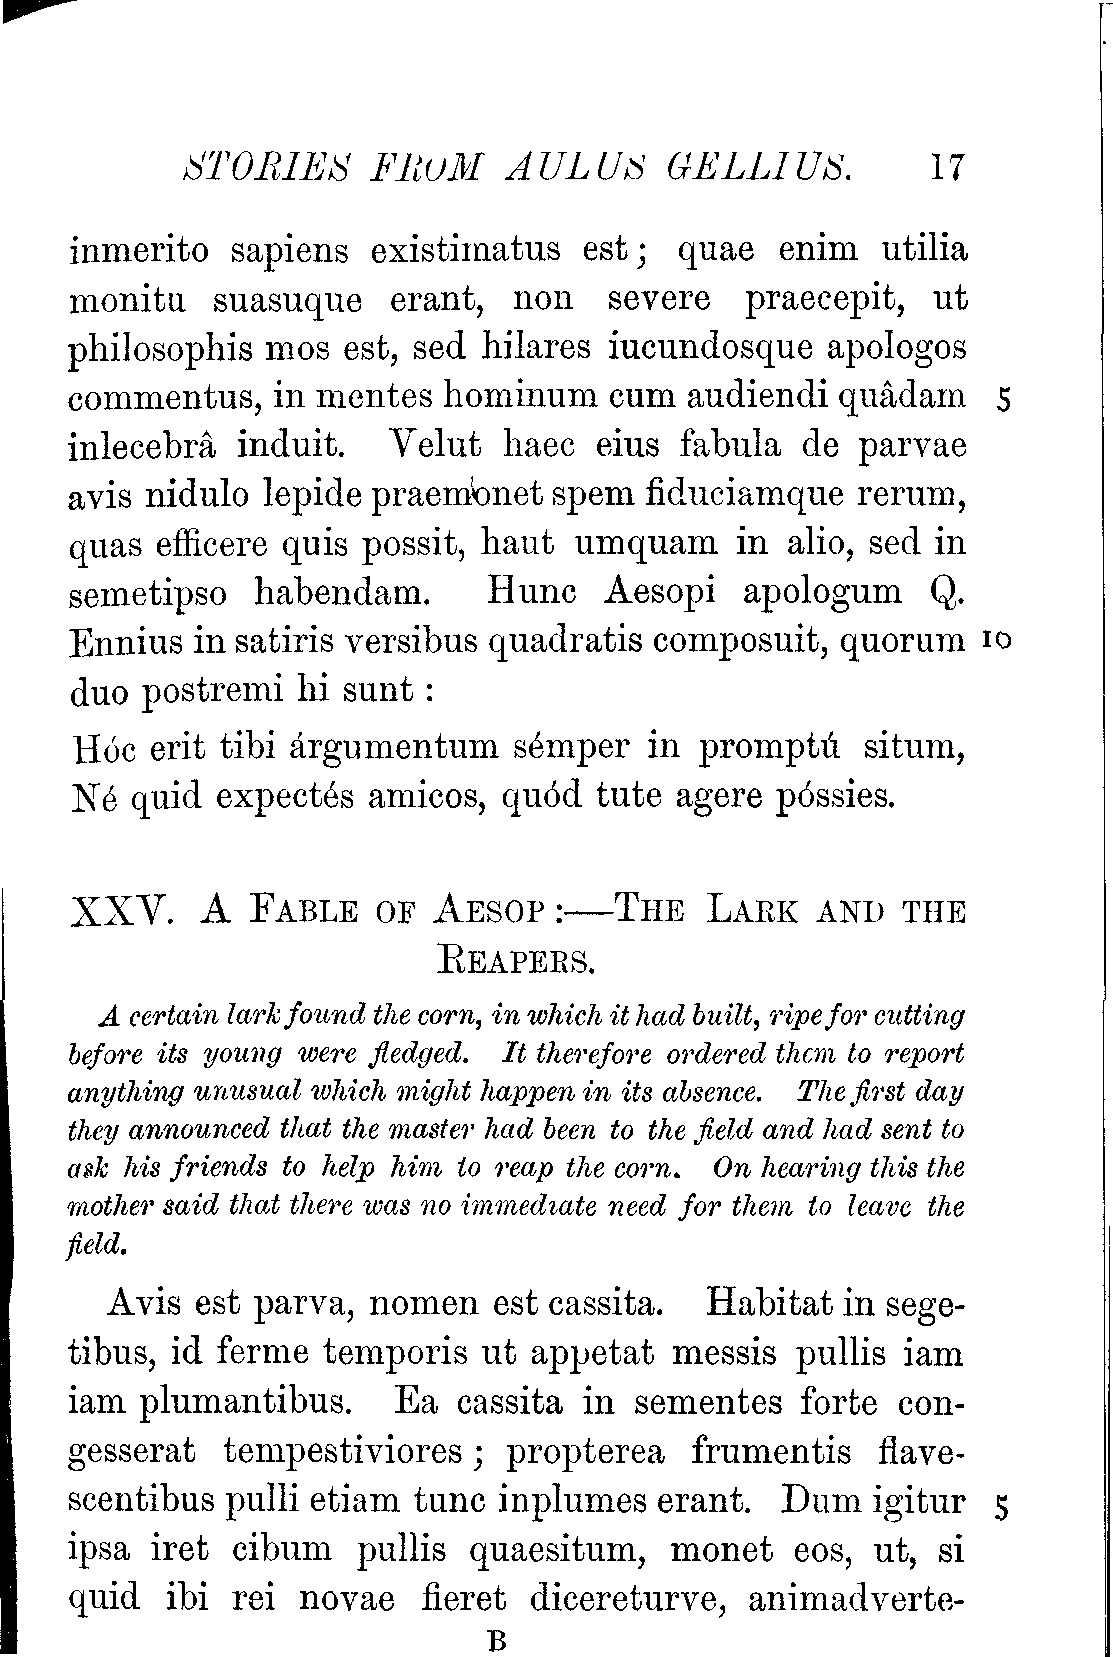 STORIES FROM AULUS GELLIUS. 17
inmerito sapiens existimatus est; quae enim utilia
monitu suasuque erant, non severe praecepit, ut
philosophis mos est, sed hilares iucundosque apologos
commentus, in mentes hominum cum audiendi quâdam 5
inlecebrâ induit. Velut haec eius fabula de parvae
avis nidulo lepide praemonet spem fiduciamque rerum,
quas efficere quis possit, haut umquam in alio, sed in
semetipso habendam. Hunc Aesopi apologum Q.
Ennius in satiris versibus quadratis composuit, quorum 10
duo postremi hi sunt :
Hóc erit tibi árgumentum sémper in promptú situm,
Né quid expectés amicos, quód tute agere póssies.
XXV. A FABLE OF AESOP :—THE LARK AND THE
REAPERS.
A certain lark found the corn, in which it had built, ripe for cutting
before its young were fledged. It therefore ordered them to report
anything unusual which might happen in its absence. The first day
they announced that the master had been to the field and had sent to
ask his friends to help him to reap the corn. On hearing this the
mother said that there was no immediate need for them to leave the
field.
Avis est parva, nomen est cassita. Habitat in sege-
tibus, id ferme temporis ut appetat messis pullis iam
iam plumantibus. Ea cassita in sementes forte con-
gesserat tempestiviores ; propterea frumentis flave-
scentibus pulli etiam tunc inplumes erant. Dum igitur 5
ipsa iret cibum pullis quaesitum, monet eos, ut, si
quid ibi rei novae fieret dicereturve, animadverte-
B